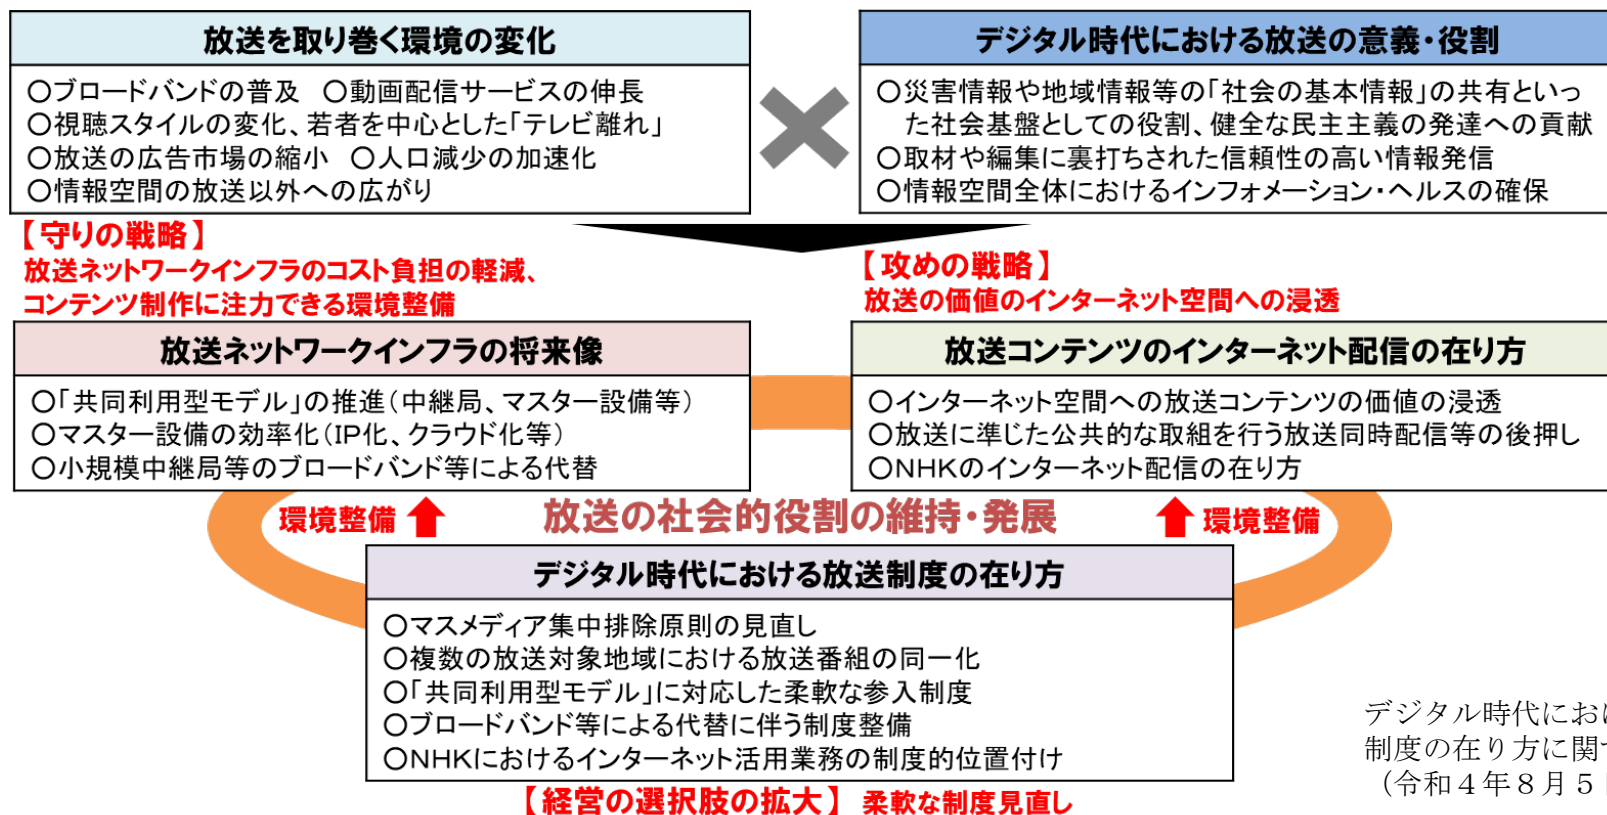 放送を取り巻く環境の変化
○ブロードバンドの普及　○動画配信サービスの伸長
○視聴スタイルの変化、若者を中心とした「テレビ離れ」
○放送の広告市場の縮小　○人口減少の加速化
○情報空間の放送以外への広がり
デジタル時代における放送の意義・役割
○災害情報や地域情報等の「社会の基本情報」の共有といっ
た社会基盤としての役割、健全な民主主義の発達への貢献
○取材や編集に裏打ちされた信頼性の高い情報発信
○情報空間全体におけるインフォメーション・ヘルスの確保
【守りの戦略】
放送ネットワークインフラのコスト負担の軽減、
コンテンツ制作に注力できる環境整備
【攻めの戦略】
放送の価値のインターネット空間への浸透
放送ネットワークインフラの将来像
○「共同利用型モデル」の推進（中継局、マスター設備等）
○マスター設備の効率化（IP化、クラウド化等）
○小規模中継局等のブロードバンド等による代替
放送コンテンツのインターネット配信の在り方
○インターネット空間への放送コンテンツの価値の浸透
○放送に準じた公共的な取組を行う放送同時配信等の後押し
○NHKのインターネット配信の在り方
環境整備
放送の社会的役割の維持・発展
環境整備
デジタル時代における放送制度の在り方
○マスメディア集中排除原則の見直し
○複数の放送対象地域における放送番組の同一化
○「共同利用型モデル」に対応した柔軟な参入制度
○ブロードバンド等による代替に伴う制度整備
○NHKにおけるインターネット活用業務の制度的位置付け
【経営の選択肢の拡大】 柔軟な制度見直し
デジタル時代にお
制度の在り方に関
（令和４年８月５